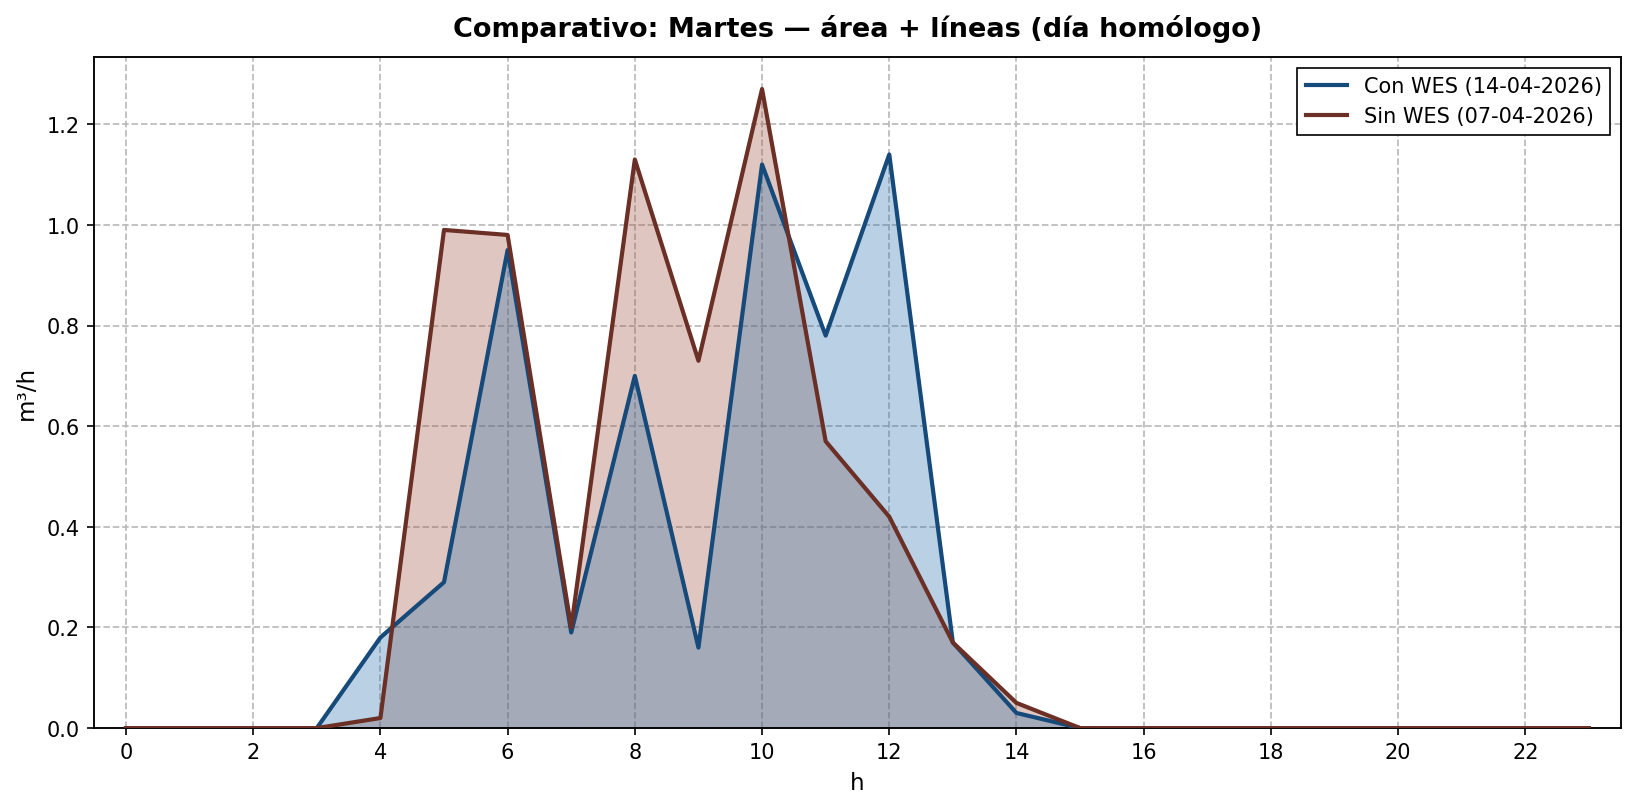 Comparativo: Martes — área + líneas (día homólogo)
Con WES (14-04-2026)
Sin WES (07-04-2026)
1.2
1.0
0.8
0.6
0.4
0.2
0.0
m³/h
0 2 4 6 8 10 12 14 16 18 20 22
h